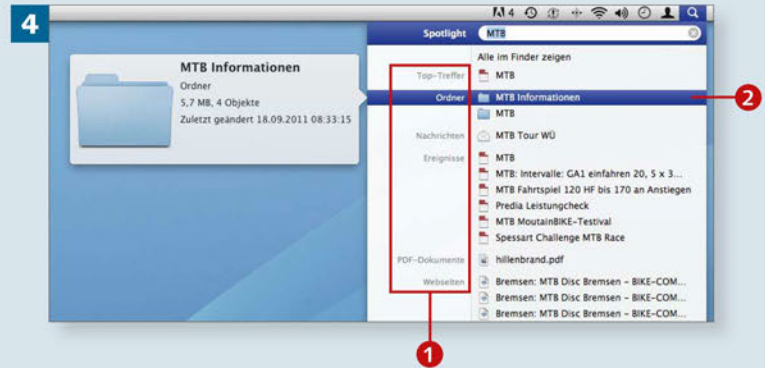 4
4
Spotlight MTB
MTB Informationen
Ordner
5,7 MB, 4 Objekte
Zuletzt geändert 18.09.2011 08:33:15
Alle im Finder zeigen
Top-Treffer MTB
Ordner MTB Informationen
MTB
Nachrichten MTB Tour WÜ
Ereignisse MTB
MTB: Intervalle: GA1 einfahren 20, 5 x 3...
MTB Fahrtspiel 120 HF bis 170 an Anstiegen
Predia Leistungcheck
MTB MoutainBIKE-Testival
Spessart Challenge MTB Race
PDF-Dokumente hillenbrand.pdf
Webseiten Bremsen: MTB Disc Bremsen - BIKE-COM...
Bremsen: MTB Disc Bremsen - BIKE-COM...
Bremsen: MTB Disc Bremsen - BIKE-COM...
2
1